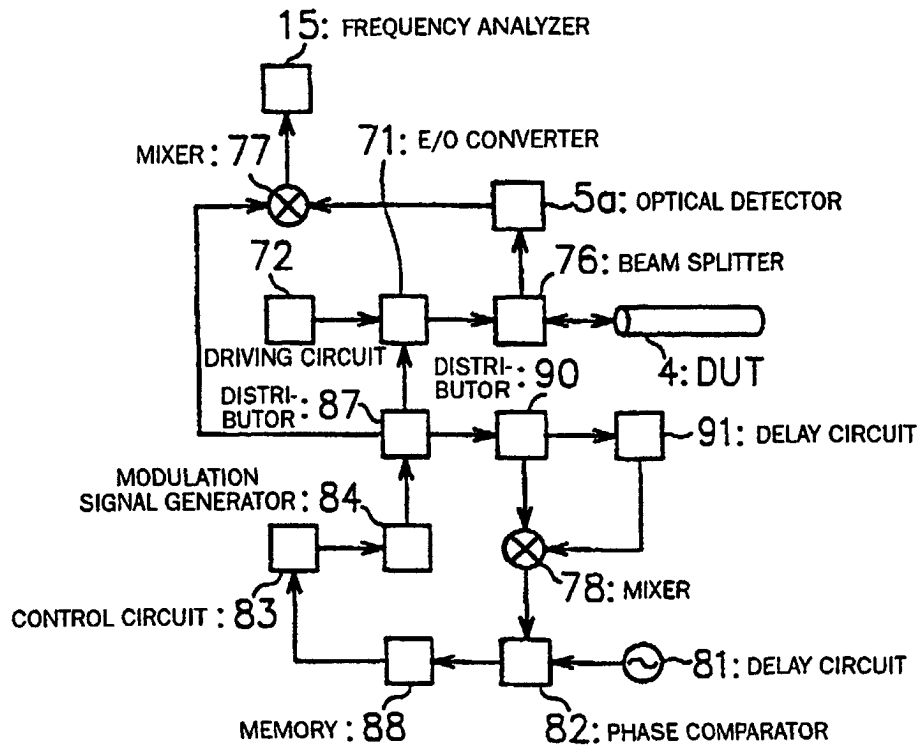 15: FREQUENCY ANALYZER
MIXER: 77
71: E/O CONVERTER
5a: OPTICAL DETECTOR
72
76: BEAM SPLITTER
DRIVING CIRCUIT
4: DUT
DISTRI-
BUTOR: 90
DISTRI-
BUTOR: 87
91: DELAY CIRCUIT
MODULATION
SIGNAL GENERATOR: 84
78: MIXER
CONTROL CIRCUIT: 83
81: DELAY CIRCUIT
MEMORY: 88
82: PHASE COMPARATOR